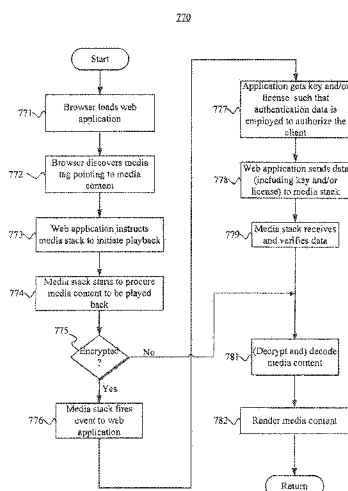 770
Start
771
Browser loads web
application
772
Browser discovers media
tag pointing to media
content
773
Web application instructs
media stack to initiate playback
774
Media stack starts to procure
media content to be played
back
775
Encrypted
?
No
Yes
776
Media stack fires
event to web
application
777
Application gets key and/or
license such that
authentication data is
employed to authorize the
client
778
Web application sends data
(including key and/or
license) to media stack
779
Media stack receives
and verifies data
781
(Decrypt and) decode
media content
782
Render media content
Return